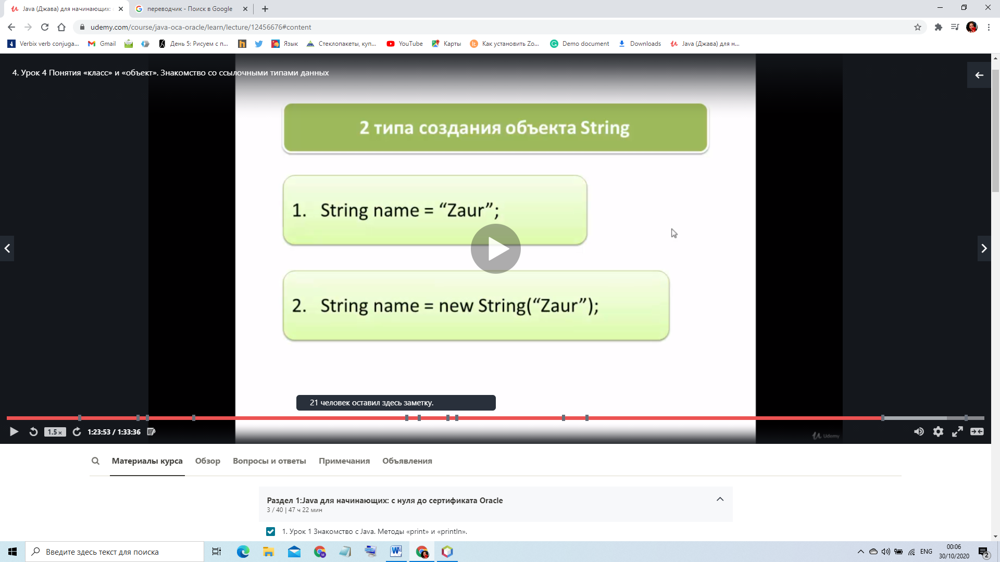 Java (Джава) для начинающих:
переводчик - Поиск в Google
udemy.com/course/java-oca-oracle/learn/lecture/12456676#content
Verbix verb conjuga...
Gmail
День 5: Рисуем с п...
Язык
Стеклопакеты, куп...
YouTube
Карты
Как установить Zo...
Demo document
Downloads
Java (Джава) для н...
4. Урок 4 Понятия «класс» и «объект». Знакомство со ссылочными типами данных
2 типа создания объекта String
1. String name = “Zaur”;
2. String name = new String(“Zaur”);
21 человек оставил здесь заметку.
1.5×
1:23:53 / 1:33:36
Udemy
Материалы курса
Обзор
Вопросы и ответы
Примечания
Объявления
Раздел 1:Java для начинающих: с нуля до сертификата Oracle
3 / 40 | 47 ч 22 мин
1. Урок 1 Знакомство с Java. Методы «print» и «println».
Введите здесь текст для поиска
ENG
00:06
30/10/2020
2